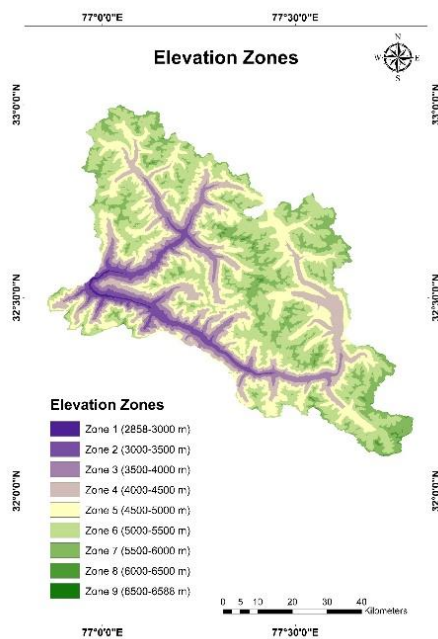 77°0'0"E 77°30'0"E
Elevation Zones
N
W E
S
33°0'0"N 33°0'0"N
32°30'0"N 32°30'0"N
32°0'0"N 32°0'0"N
Elevation Zones
Zone 1 (2858-3000 m)
Zone 2 (3000-3500 m)
Zone 3 (3500-4000 m)
Zone 4 (4000-4500 m)
Zone 5 (4500-5000 m)
Zone 6 (5000-5500 m)
Zone 7 (5500-6000 m)
Zone 8 (6000-6500 m)
Zone 9 (6500-6588 m)
0 5 10 20 30 40
Kilometers
77°0'0"E 77°30'0"E